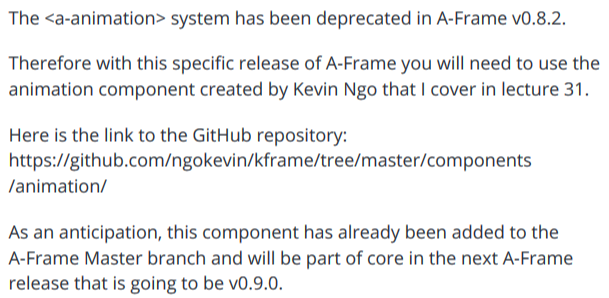 The <a-animation> system has been deprecated in A-Frame v0.8.2.
Therefore with this specific release of A-Frame you will need to use the
animation component created by Kevin Ngo that I cover in lecture 31.
Here is the link to the GitHub repository:
https://github.com/ngokevin/kframe/tree/master/components
/animation/
As an anticipation, this component has already been added to the
A-Frame Master branch and will be part of core in the next A-Frame
release that is going to be v0.9.0.